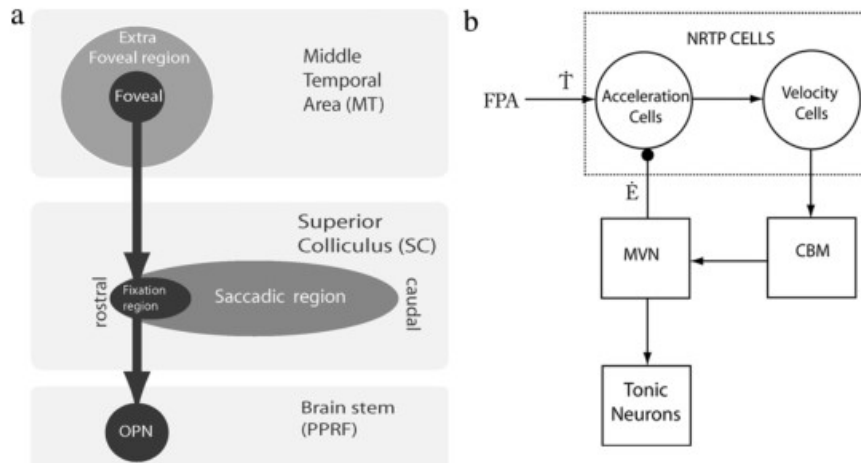 a
Extra
Foveal region
Foveal
Middle
Temporal
Area (MT)
Superior
Colliculus (SC)
rostral
Fixation
region
Saccadic region
caudal
OPN
Brain stem
(PPRF)
b
NRTP CELLS
FPA
Ṫ
Acceleration
Cells
Velocity
Cells
Ė
MVN
CBM
Tonic
Neurons